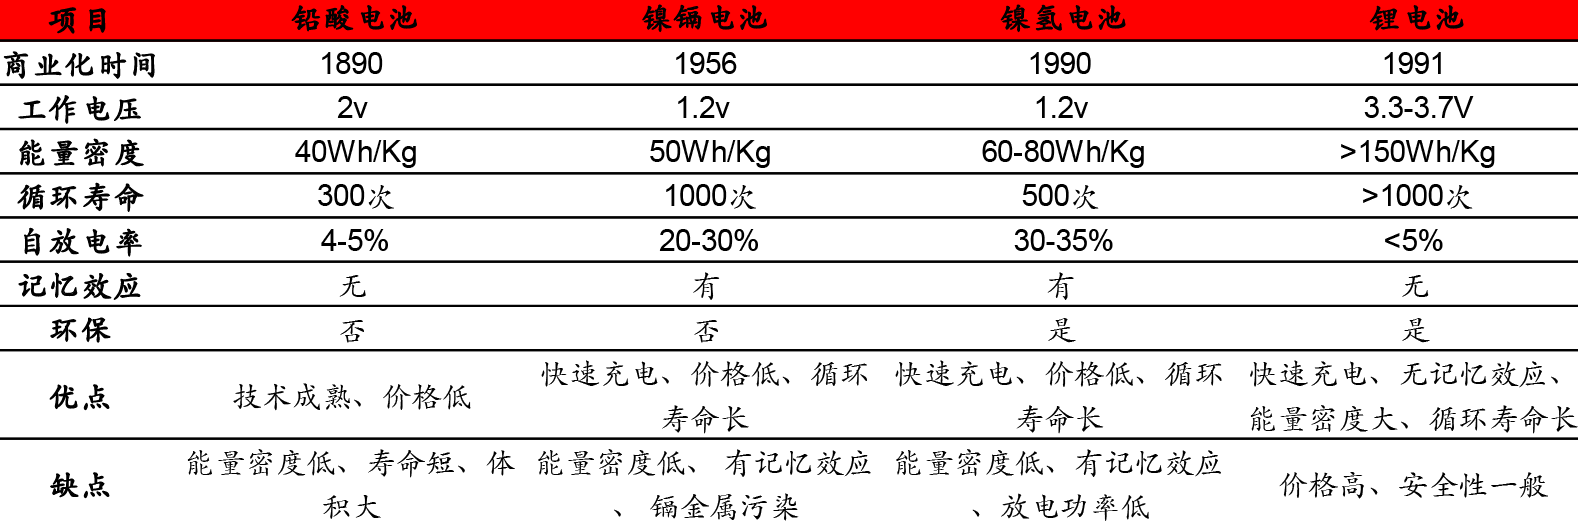 项目 铅酸电池 镍镉电池 镍氢电池 锂电池
商业化时间 1890 1956 1990 1991
工作电压 2v 1.2v 1.2v 3.3-3.7V
能量密度 40Wh/Kg 50Wh/Kg 60-80Wh/Kg >150Wh/Kg
循环寿命 300次 1000次 500次 >1000次
自放电率 4-5% 20-30% 30-35% <5%
记忆效应 无 有 有 无
环保 否 否 是 是
优点 技术成熟、价格低 快速充电、价格低、循环 快速充电、价格低、循环 快速充电、无记忆效应、
寿命长 寿命长 能量密度大、循环寿命长
缺点 能量密度低、寿命短、体 能量密度低、有记忆效应 能量密度低、有记忆效应 价格高、安全性一般
积大 、镉金属污染 、放电功率低